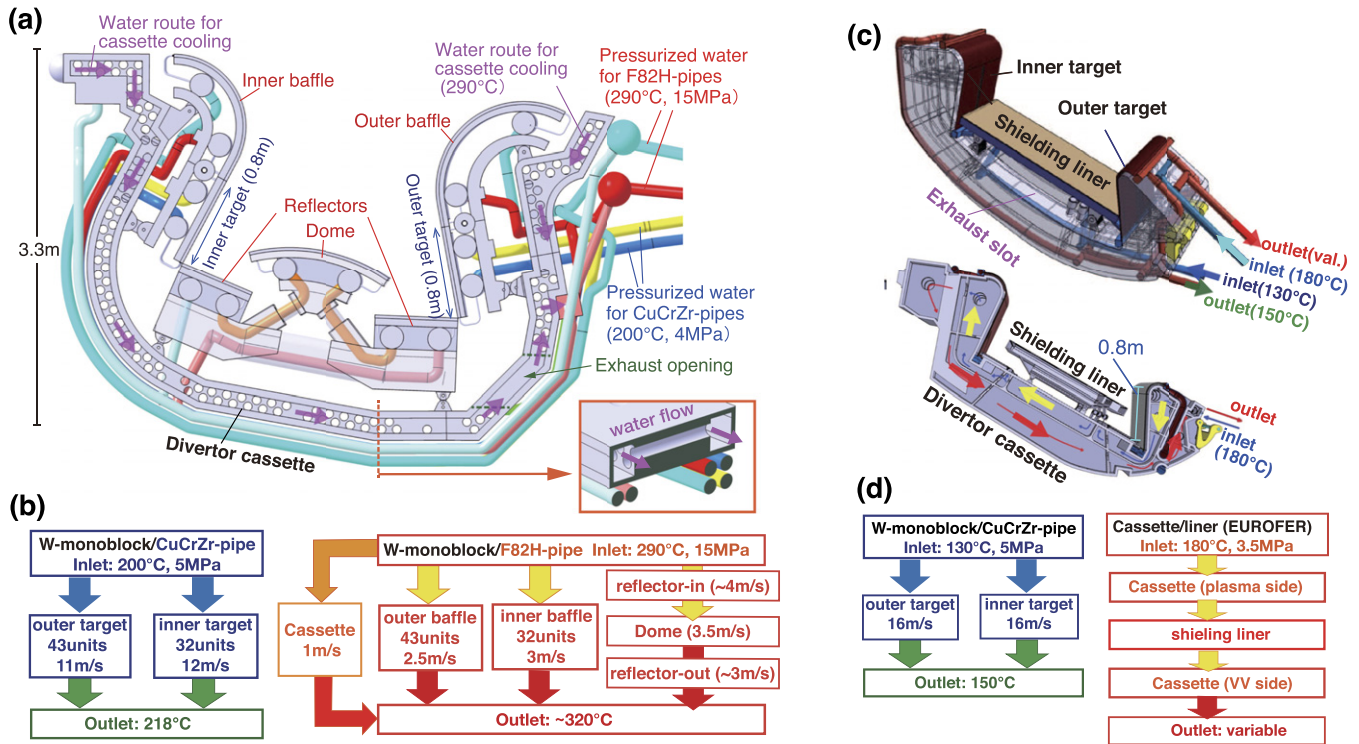 (a)
Water route for
cassette cooling
Inner baffle
Water route for
cassette cooling
(290°C)
Pressurized water
for F82H-pipes
(290°C, 15MPa)
Outer baffle
3.3m
Inner target (0.8m)
Reflectors
Dome
Outer target (0.8m)
Pressurized water
for CuCrZr-pipes
(200°C, 4MPa)
Exhaust opening
Divertor cassette
water flow
(b)
W-monoblock/CuCrZr-pipe
Inlet: 200°C, 5MPa
outer target
43units
11m/s
inner target
32units
12m/s
Outlet: 218°C
W-monoblock/F82H-pipe Inlet: 290°C, 15MPa
Cassette
1m/s
outer baffle
43units
2.5m/s
inner baffle
32units
3m/s
reflector-in (~4m/s)
Dome (3.5m/s)
reflector-out (~3m/s)
Outlet: ~320°C
(c)
Inner target
Outer target
Shielding liner
Exhaust slot
outlet(val.)
inlet (180°C)
inlet(130°C)
outlet(150°C)
Shielding liner
0.8m
Divertor cassette
outlet
inlet
(180°C)
(d)
W-monoblock/CuCrZr-pipe
Inlet: 130°C, 5MPa
outer target
16m/s
inner target
16m/s
Outlet: 150°C
Cassette/liner (EUROFER)
Inlet: 180°C, 3.5MPa
Cassette (plasma side)
shieling liner
Cassette (VV side)
Outlet: variable